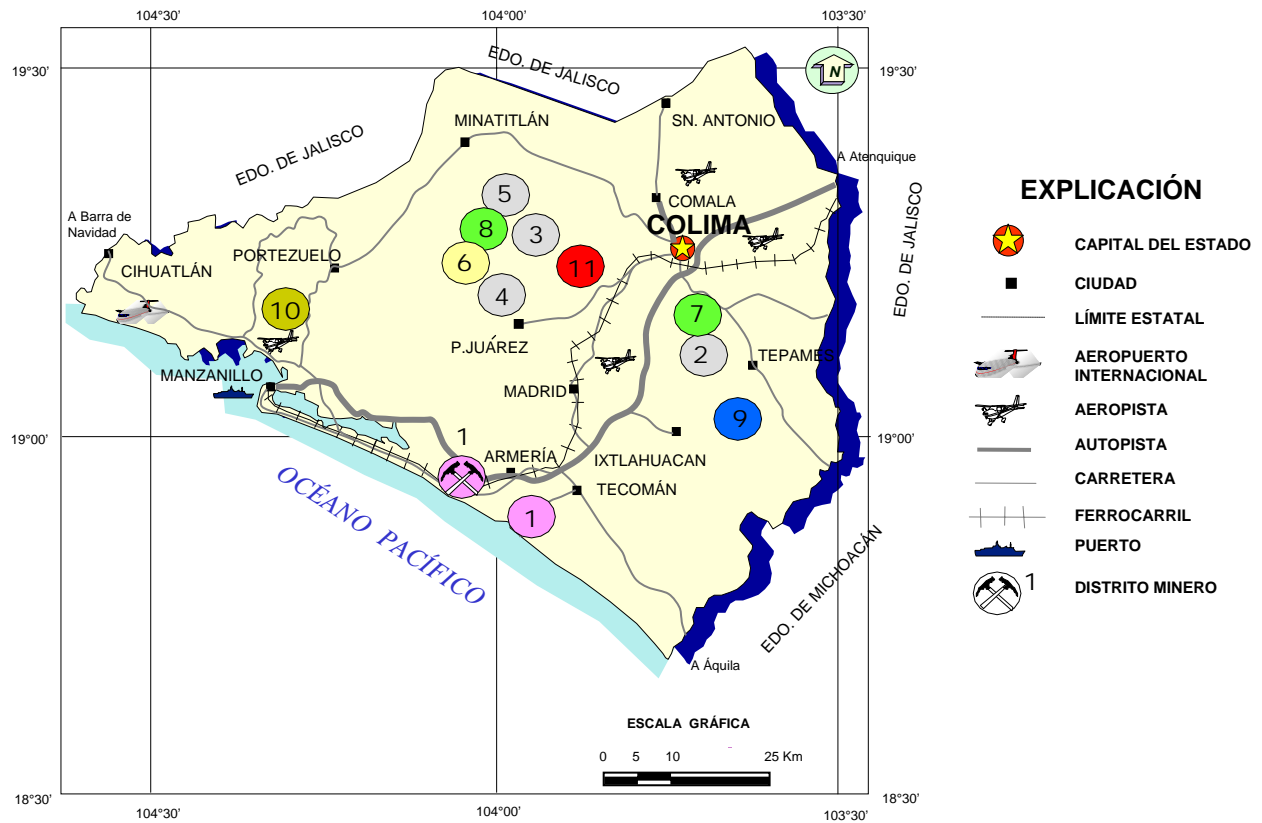 104°30'
104°00'
103°30'
19°30'
19°30'
EDO. DE JALISCO
N
MINATITLÁN
SN. ANTONIO
EDO. DE JALISCO
A Atenquique
5
COMALA
A Barra de
Navidad
8
3
COLIMA
EDO. DE JALISCO
CIHUATLÁN
PORTEZUELO
6
11
4
10
7
P.JUÁREZ
2
TEPAMES
MANZANILLO
MADRID
9
19°00'
19°00'
1
ARMERÍA
IXTLAHUACAN
TECOMÁN
1
OCÉANO PACÍFICO
EDO. DE MICHOACÁN
A Áquila
ESCALA GRÁFICA
0 5 10 25 Km
18°30'
18°30'
104°30'
104°00'
103°30'
EXPLICACIÓN
CAPITAL DEL ESTADO
CIUDAD
LÍMITE ESTATAL
AEROPUERTO
INTERNACIONAL
AEROPISTA
AUTOPISTA
CARRETERA
FERROCARRIL
PUERTO
1 DISTRITO MINERO